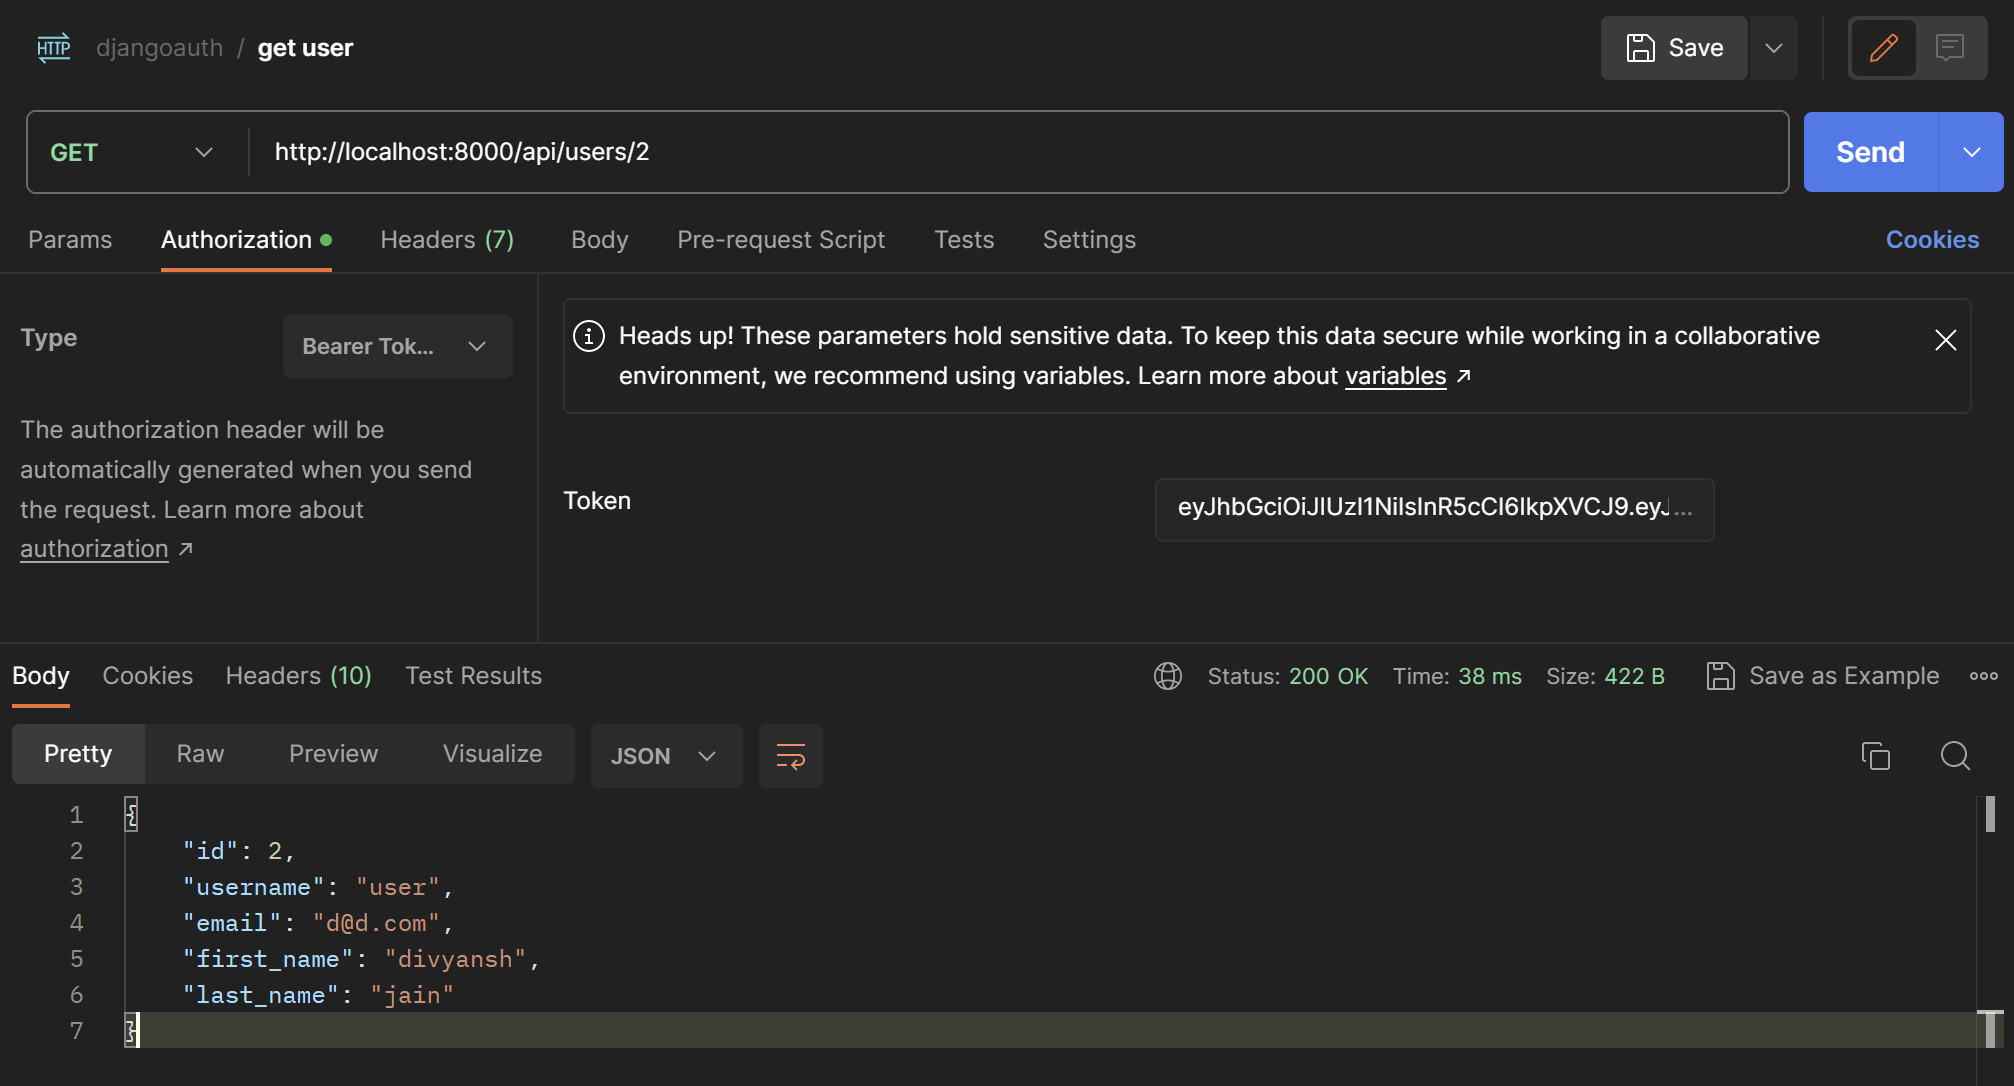 HTTP djangoauth / get user Save
GET http://localhost:8000/api/users/2 Send
Params Authorization Headers (7) Body Pre-request Script Tests Settings Cookies
Type Bearer Tok...
The authorization header will be
automatically generated when you send
the request. Learn more about
authorization ↗
Heads up! These parameters hold sensitive data. To keep this data secure while working in a collaborative
environment, we recommend using variables. Learn more about variables ↗
Token eyJhbGciOiJIUzI1NiIsInR5cCI6IkpXVCJ9.eyJ...
Body Cookies Headers (10) Test Results Status: 200 OK Time: 38 ms Size: 422 B Save as Example
Pretty Raw Preview Visualize JSON
1 {
2 "id": 2,
3 "username": "user",
4 "email": "d@d.com",
5 "first_name": "divyansh",
6 "last_name": "jain"
7 }